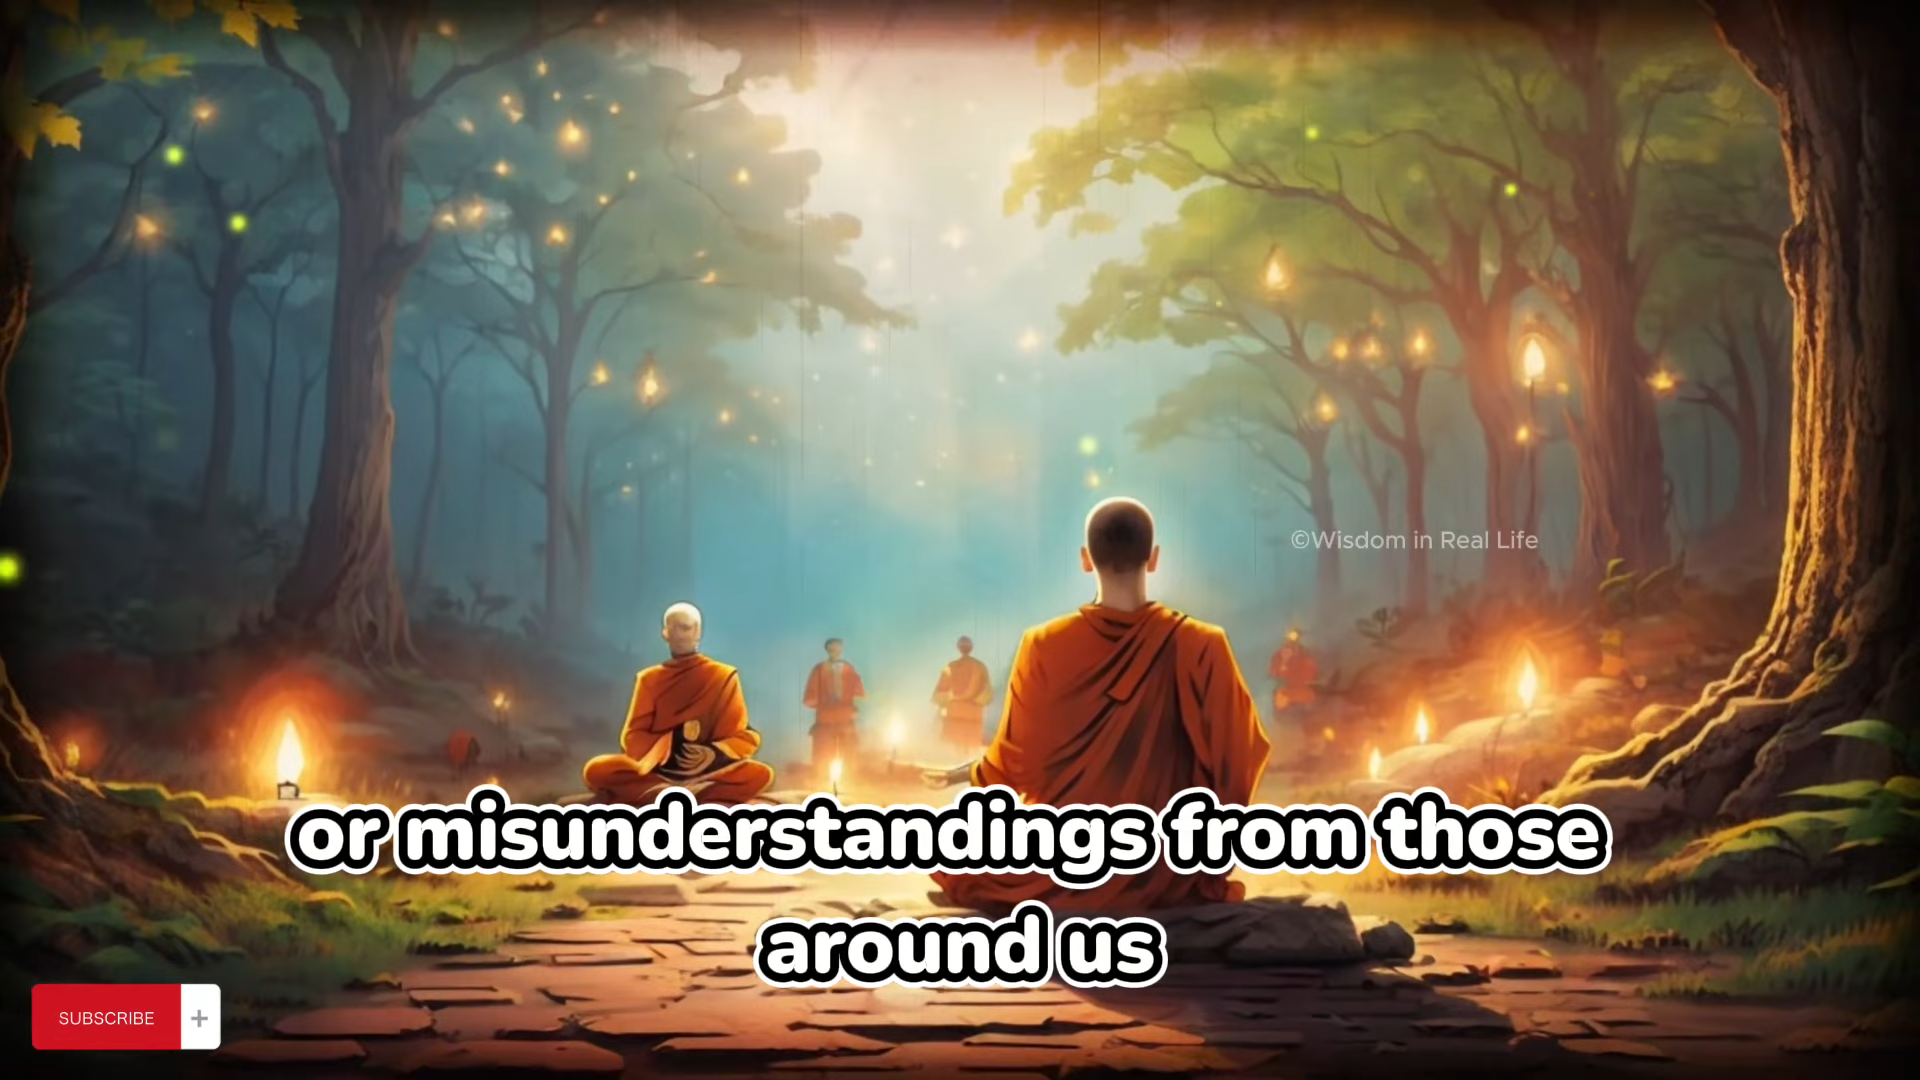 ©Wisdom in Real Life
or misunderstandings from those
around us
SUBSCRIBE +